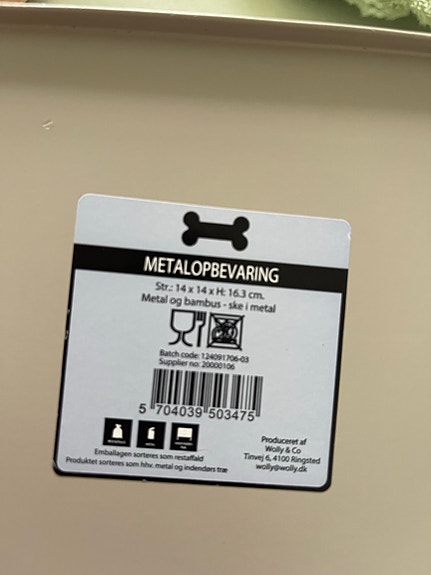 METALOPBEVARING
Str.: 14 x 14 x H: 16.3 cm.
Metal og bambus - ske i metal
Batch code: 124091706-03
Supplier no: 20000106
5 704039 503475
Emballagen sorteres som restaffald
Produktet sorteres som hhv. metal og indendørs træ
Produceret af
Wolly & Co
Tinvej 6, 4100 Ringsted
wolly@wolly.dk